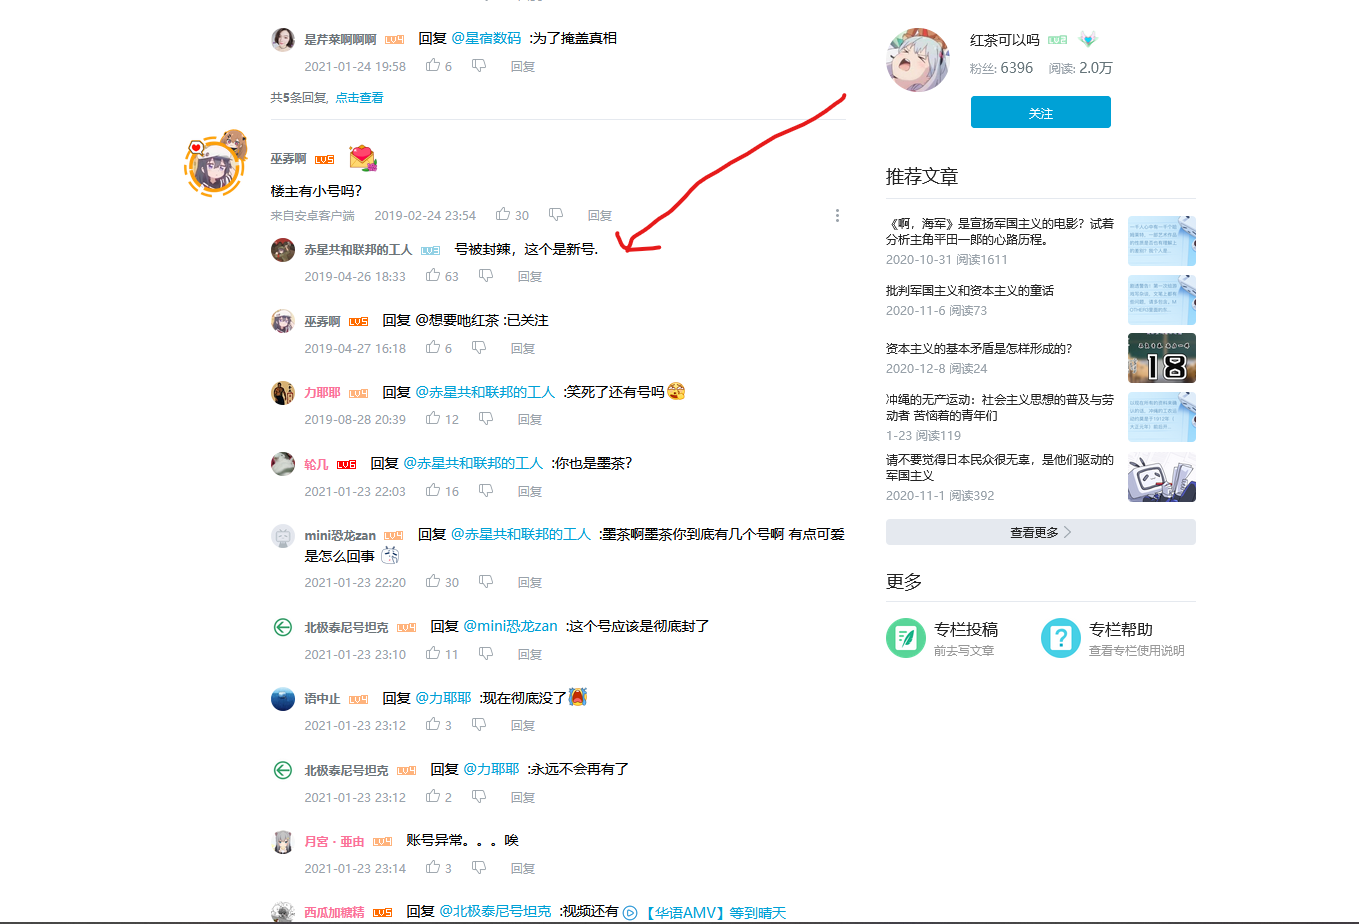 是芹菜啊啊啊 LV4 回复 @星宿数码 :为了掩盖真相
2021-01-24 19:58 6 回复
共5条回复, 点击查看
巫弄啊 LV5
楼主有小号吗?
来自安卓客户端 2019-02-24 23:54 30 回复
赤星共和联邦的工人 号被封辣，这个是新号.
2019-04-26 18:33 63 回复
巫弄啊 LV5 回复 @想要吔红茶 :已关注
2019-04-27 16:18 6 回复
力耶耶 LV4 回复 @赤星共和联邦的工人 :笑死了还有号吗
2019-08-28 20:39 12 回复
轮几 LV6 回复 @赤星共和联邦的工人 :你也是墨茶?
2021-01-23 22:03 16 回复
mini恐龙zan LV4 回复 @赤星共和联邦的工人 :墨茶啊墨茶你到底有几个号啊 有点可爱
是怎么回事
2021-01-23 22:20 30 回复
北极泰尼号坦克 LV4 回复 @mini恐龙zan :这个号应该是彻底封了
2021-01-23 23:10 11 回复
语中止 LV4 回复 @力耶耶 :现在彻底没了
2021-01-23 23:12 3 回复
北极泰尼号坦克 LV4 回复 @力耶耶 :永远不会再有了
2021-01-23 23:12 2 回复
月宫·亜由 LV4 账号异常。。。唉
2021-01-23 23:14 3 回复
西瓜加糖精 LV5 回复 @北极泰尼号坦克 :视频还有 【华语AMV】等到晴天
红茶可以吗 LV2
粉丝: 6396 阅读: 2.0万
关注
推荐文章
《啊，海军》是宣扬军国主义的电影？试着
分析主角平田一郎的心路历程。
2020-10-31 阅读1611
批判军国主义和资本主义的童话
2020-11-6 阅读73
资本主义的基本矛盾是怎样形成的?
2020-12-8 阅读24
18
冲绳的无产运动：社会主义思想的普及与劳
动者 苦恼着的青年们
1-23 阅读119
请不要觉得日本民众很无辜，是他们驱动的
军国主义
2020-11-1 阅读392
查看更多
更多
专栏投稿
前去写文章
专栏帮助
查看专栏使用说明